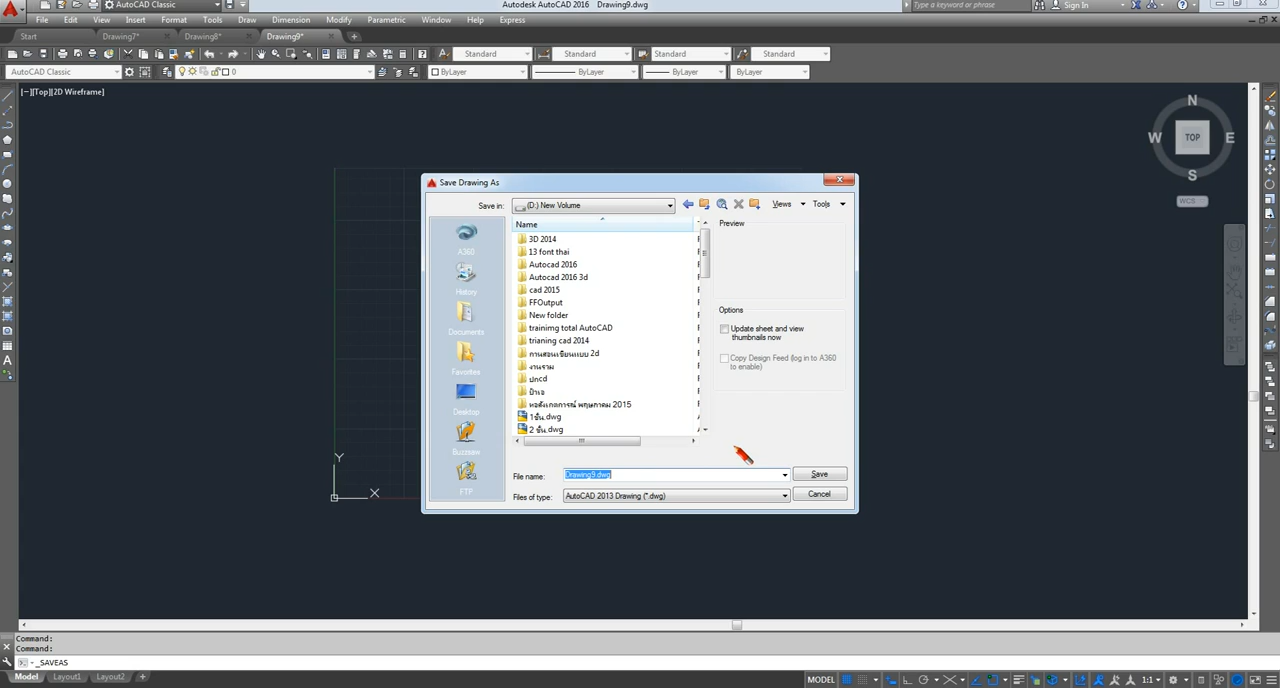 AutoCAD Classic
Autodesk AutoCAD 2016 Drawing9.dwg
Type a keyword or phrase
Sign In
File Edit View Insert Format Tools Draw Dimension Modify Parametric Window Help Express
Start Drawing7* Drawing8* Drawing9*
Standard Standard Standard Standard
AutoCAD Classic 0 ByLayer ByLayer ByLayer ByLayer
[−][Top][2D Wireframe]
N
W TOP E
S
WCS
Save Drawing As
Save in: (D:) New Volume Views Tools
Name Preview
A360
History
Documents
Favorites
Desktop
Buzzsaw
FTP
3D 2014
13 font thai
Autocad 2016
Autocad 2016 3d
cad 2015
FFOutput
New folder
trainimg total AutoCAD
trianing cad 2014
การสอนเขียนแบบ 2d
งานราม
ปกcd
ป้าเจ
หอสังเกตการณ์ พฤษภาคม 2015
1ชั้น.dwg
2 ชั้น.dwg
Options
Update sheet and view
thumbnails now
Copy Design Feed (log in to A360
to enable)
File name: Drawing9.dwg Save
Files of type: AutoCAD 2013 Drawing (*.dwg) Cancel
Y
X
Command:
Command:
_SAVEAS
Model Layout1 Layout2 MODEL 1:1